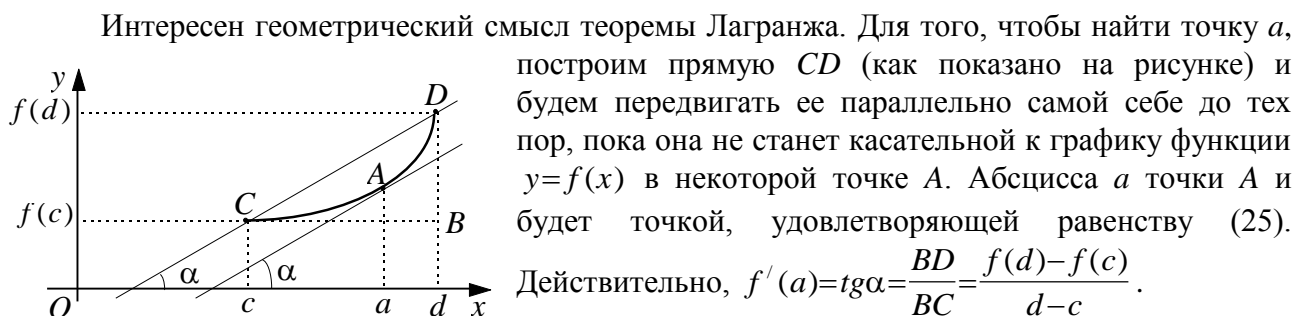 Интересен геометрический смысл теоремы Лагранжа. Для того, чтобы найти точку a,
построим прямую CD (как показано на рисунке) и
будем передвигать ее параллельно самой себе до тех
пор, пока она не станет касательной к графику функции
y=f(x) в некоторой точке A. Абсцисса a точки A и
будет точкой, удовлетворяющей равенству (25).
Действительно, f′(a)=tgα=BD/BC=(f(d)−f(c))/(d−c).
y
f(d)
D
A
C
f(c)
B
α
α
O
c
a
d
x